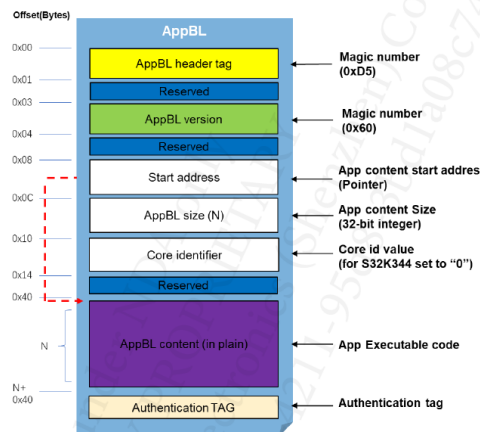 Offset(Bytes)
AppBL
0x00
AppBL header tag
Magic number
(0xD5)
0x01
Reserved
0x03
AppBL version
Magic number
(0x60)
0x04
Reserved
0x08
Start address
App content start addres
(Pointer)
0x0C
AppBL size (N)
App content Size
(32-bit integer)
0x10
Core identifier
Core id value
(for S32K344 set to “0”)
0x14
Reserved
0x40
N
AppBL content (in plain)
App Executable code
N+
0x40
Authentication TAG
Authentication tag